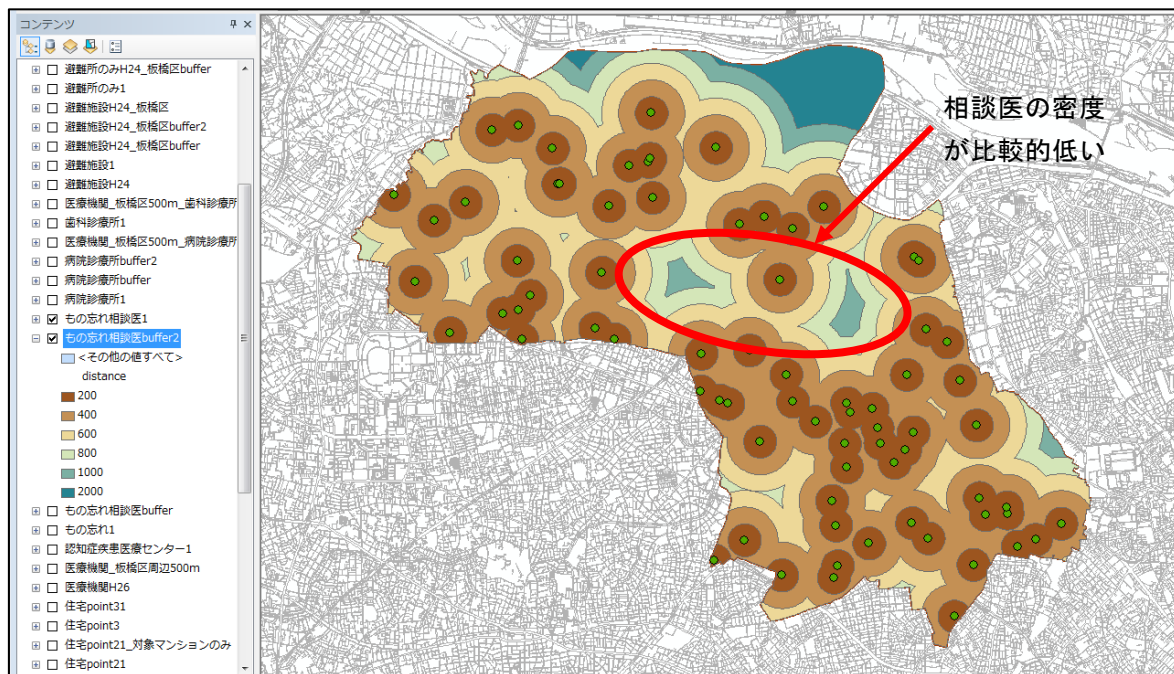 コンテンツ
避難所のみH24_板橋区buffer
避難所のみ1
避難施設H24_板橋区
避難施設H24_板橋区buffer2
避難施設H24_板橋区buffer
避難施設1
避難施設H24
医療機関_板橋区500m_歯科診療所
歯科診療所1
医療機関_板橋区500m_病院診療所
病院診療所buffer2
病院診療所buffer
病院診療所1
もの忘れ相談医1
もの忘れ相談医buffer2
<その他の値すべて>
distance
200
400
600
800
1000
2000
もの忘れ相談医buffer
もの忘れ1
認知症疾患医療センター1
医療機関_板橋区周辺500m
医療機関H26
住宅point31
住宅point3
住宅point21_対象マンションのみ
住宅point21
相談医の密度
が比較的低い